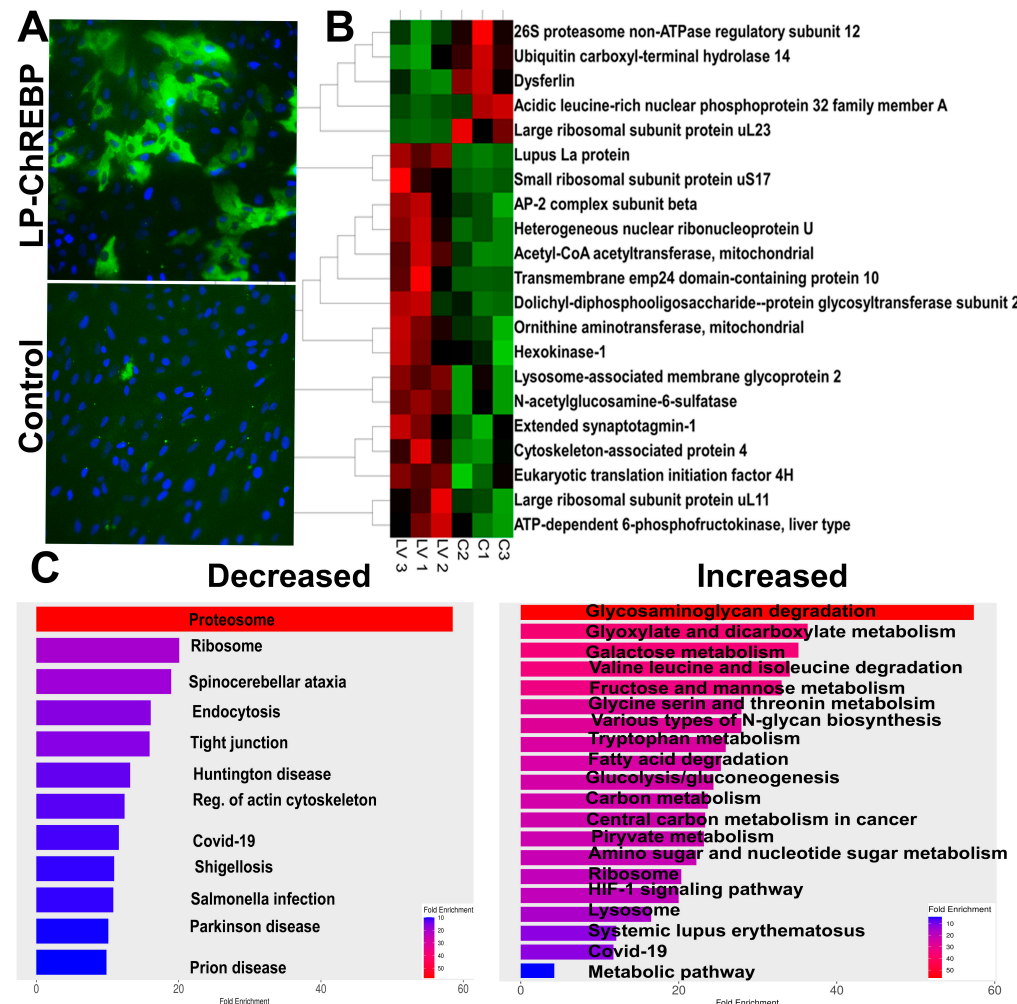 A
LP-ChREBP
Control
B
26S proteasome non-ATPase regulatory subunit 12
Ubiquitin carboxyl-terminal hydrolase 14
Dysferlin
Acidic leucine-rich nuclear phosphoprotein 32 family member A
Large ribosomal subunit protein uL23
Lupus La protein
Small ribosomal subunit protein uS17
AP-2 complex subunit beta
Heterogeneous nuclear ribonucleoprotein U
Acetyl-CoA acetyltransferase, mitochondrial
Transmembrane emp24 domain-containing protein 10
Dolichyl-diphosphooligosaccharide--protein glycosyltransferase subunit 2
Ornithine aminotransferase, mitochondrial
Hexokinase-1
Lysosome-associated membrane glycoprotein 2
N-acetylglucosamine-6-sulfatase
Extended synaptotagmin-1
Cytoskeleton-associated protein 4
Eukaryotic translation initiation factor 4H
Large ribosomal subunit protein uL11
ATP-dependent 6-phosphofructokinase, liver type
LV 3
LV 1
LV 2
C2
C1
C3
C
Decreased
Proteosome
Ribosome
Spinocerebellar ataxia
Endocytosis
Tight junction
Huntington disease
Reg. of actin cytoskeleton
Covid-19
Shigellosis
Salmonella infection
Parkinson disease
Prion disease
Fold Enrichment
10
20
30
40
50
0
20
40
60
Fold Enrichment
Increased
Glycosaminoglycan degradation
Glyoxylate and dicarboxylate metabolism
Galactose metabolism
Valine leucine and isoleucine degradation
Fructose and mannose metabolism
Glycine serin and threonin metabolsim
Various types of N-glycan biosynthesis
Tryptophan metabolism
Fatty acid degradation
Glucolysis/gluconeogenesis
Carbon metabolism
Central carbon metabolism in cancer
Piryvate metabolism
Amino sugar and nucleotide sugar metabolism
Ribosome
HIF-1 signaling pathway
Lysosome
Systemic lupus erythematosus
Covid-19
Metabolic pathway
Fold Enrichment
10
20
30
40
50
0
20
40
60
Fold Enrichment